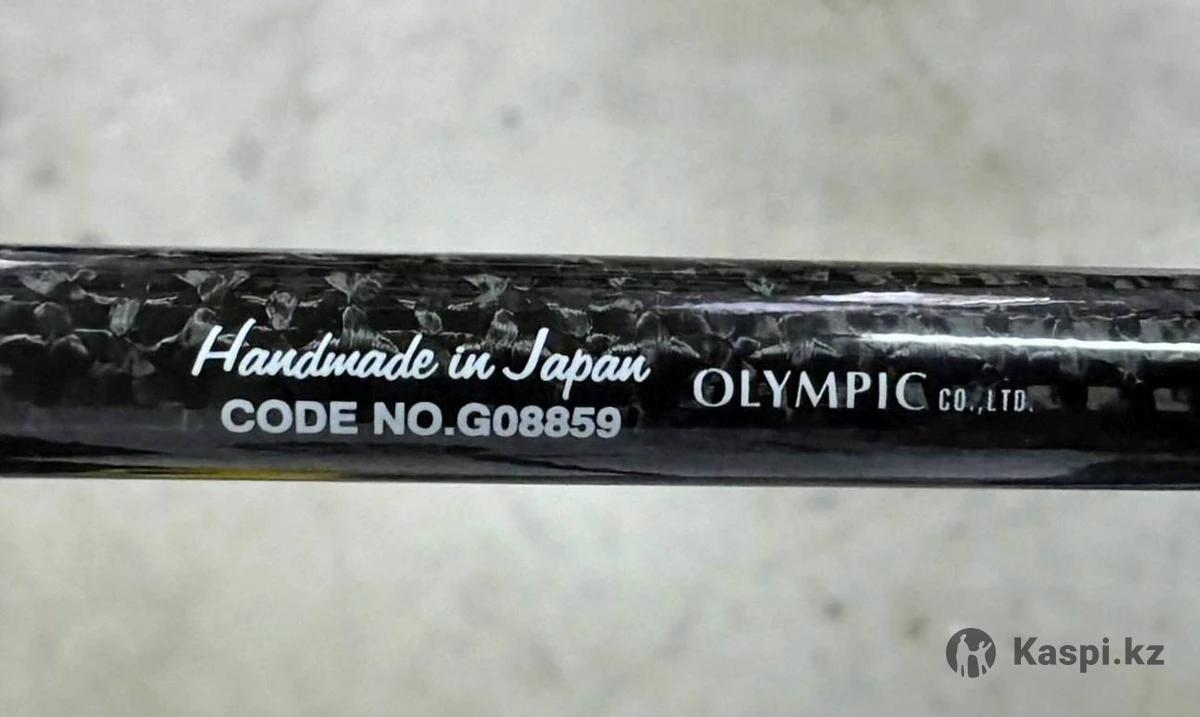 Handmade in Japan
CODE NO.G08859
OLYMPIC CO.,LTD.
Kaspi.kz